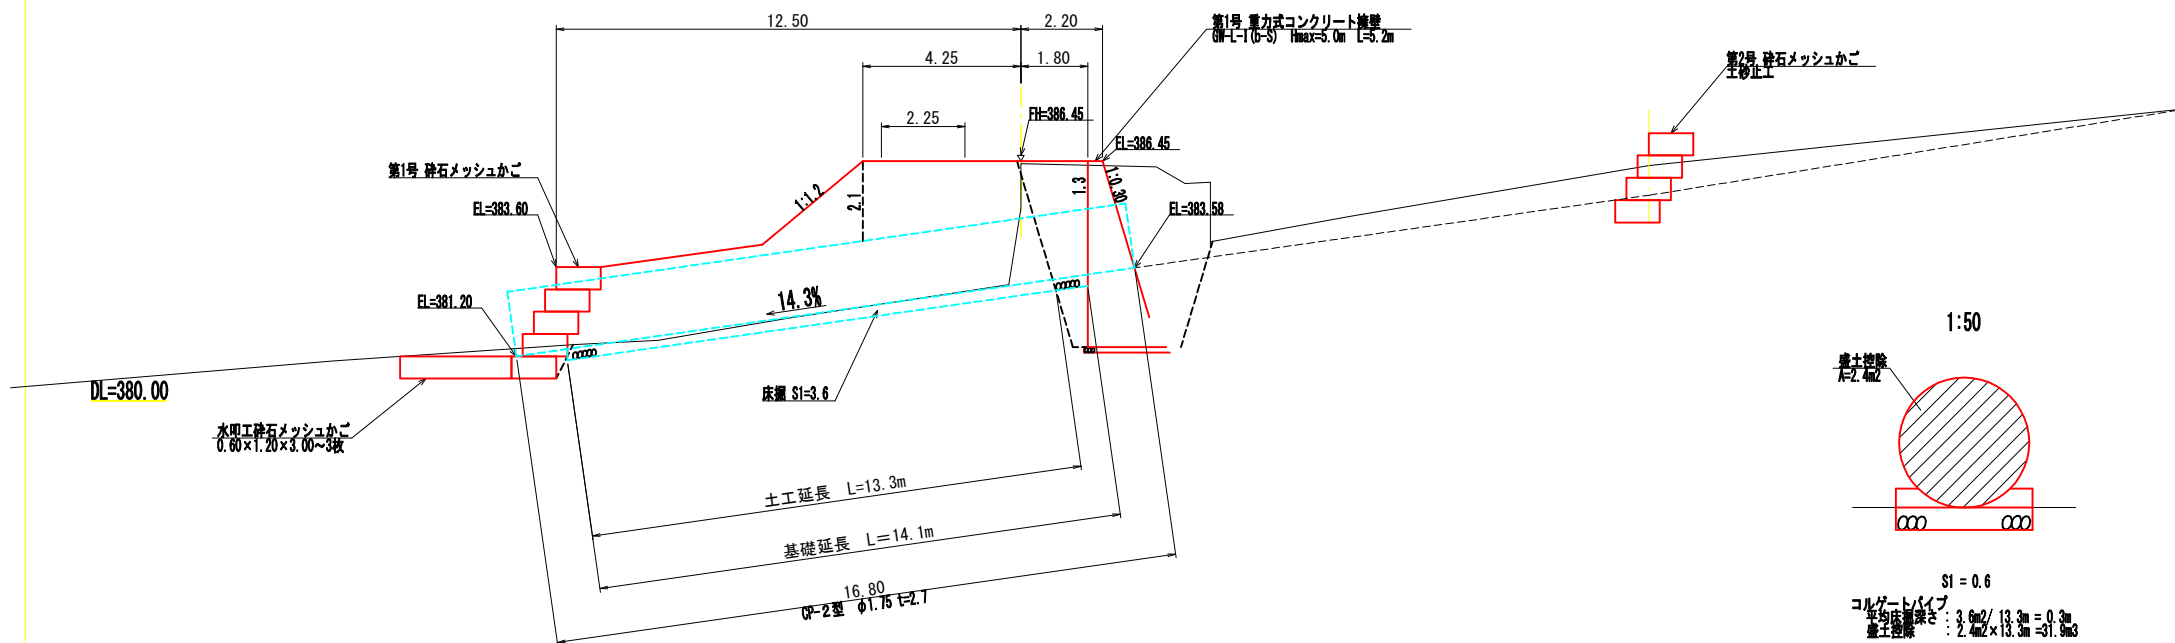 12.50
2.20
第1号 重力式コンクリート擁壁
GW-L-1(b-S) Hmax=5.0m L=5.2m
4.25
1.80
第2号 砕石メッシュかご
土砂止工
2.25
FH=386.45
EL=386.45
第1号 砕石メッシュかご
1:1.2
2.1
1.3
1:0.30
EL=383.60
EL=383.58
EL=381.20
14.3%
1:50
盛土控除
A=2.4m2
DL=380.00
床掘 S1=3.6
水叩工砕石メッシュかご
0.60×1.20×3.00~3枚
土工延長 L=13.3m
基礎延長 L=14.1m
16.80
CP-2型 φ1.75 t=2.7
S1 = 0.6
コルゲートパイプ
平均床掘深さ : 3.6m2/ 13.3m = 0.3m
盛土控除 : 2.4m2×13.3m =31.9m3